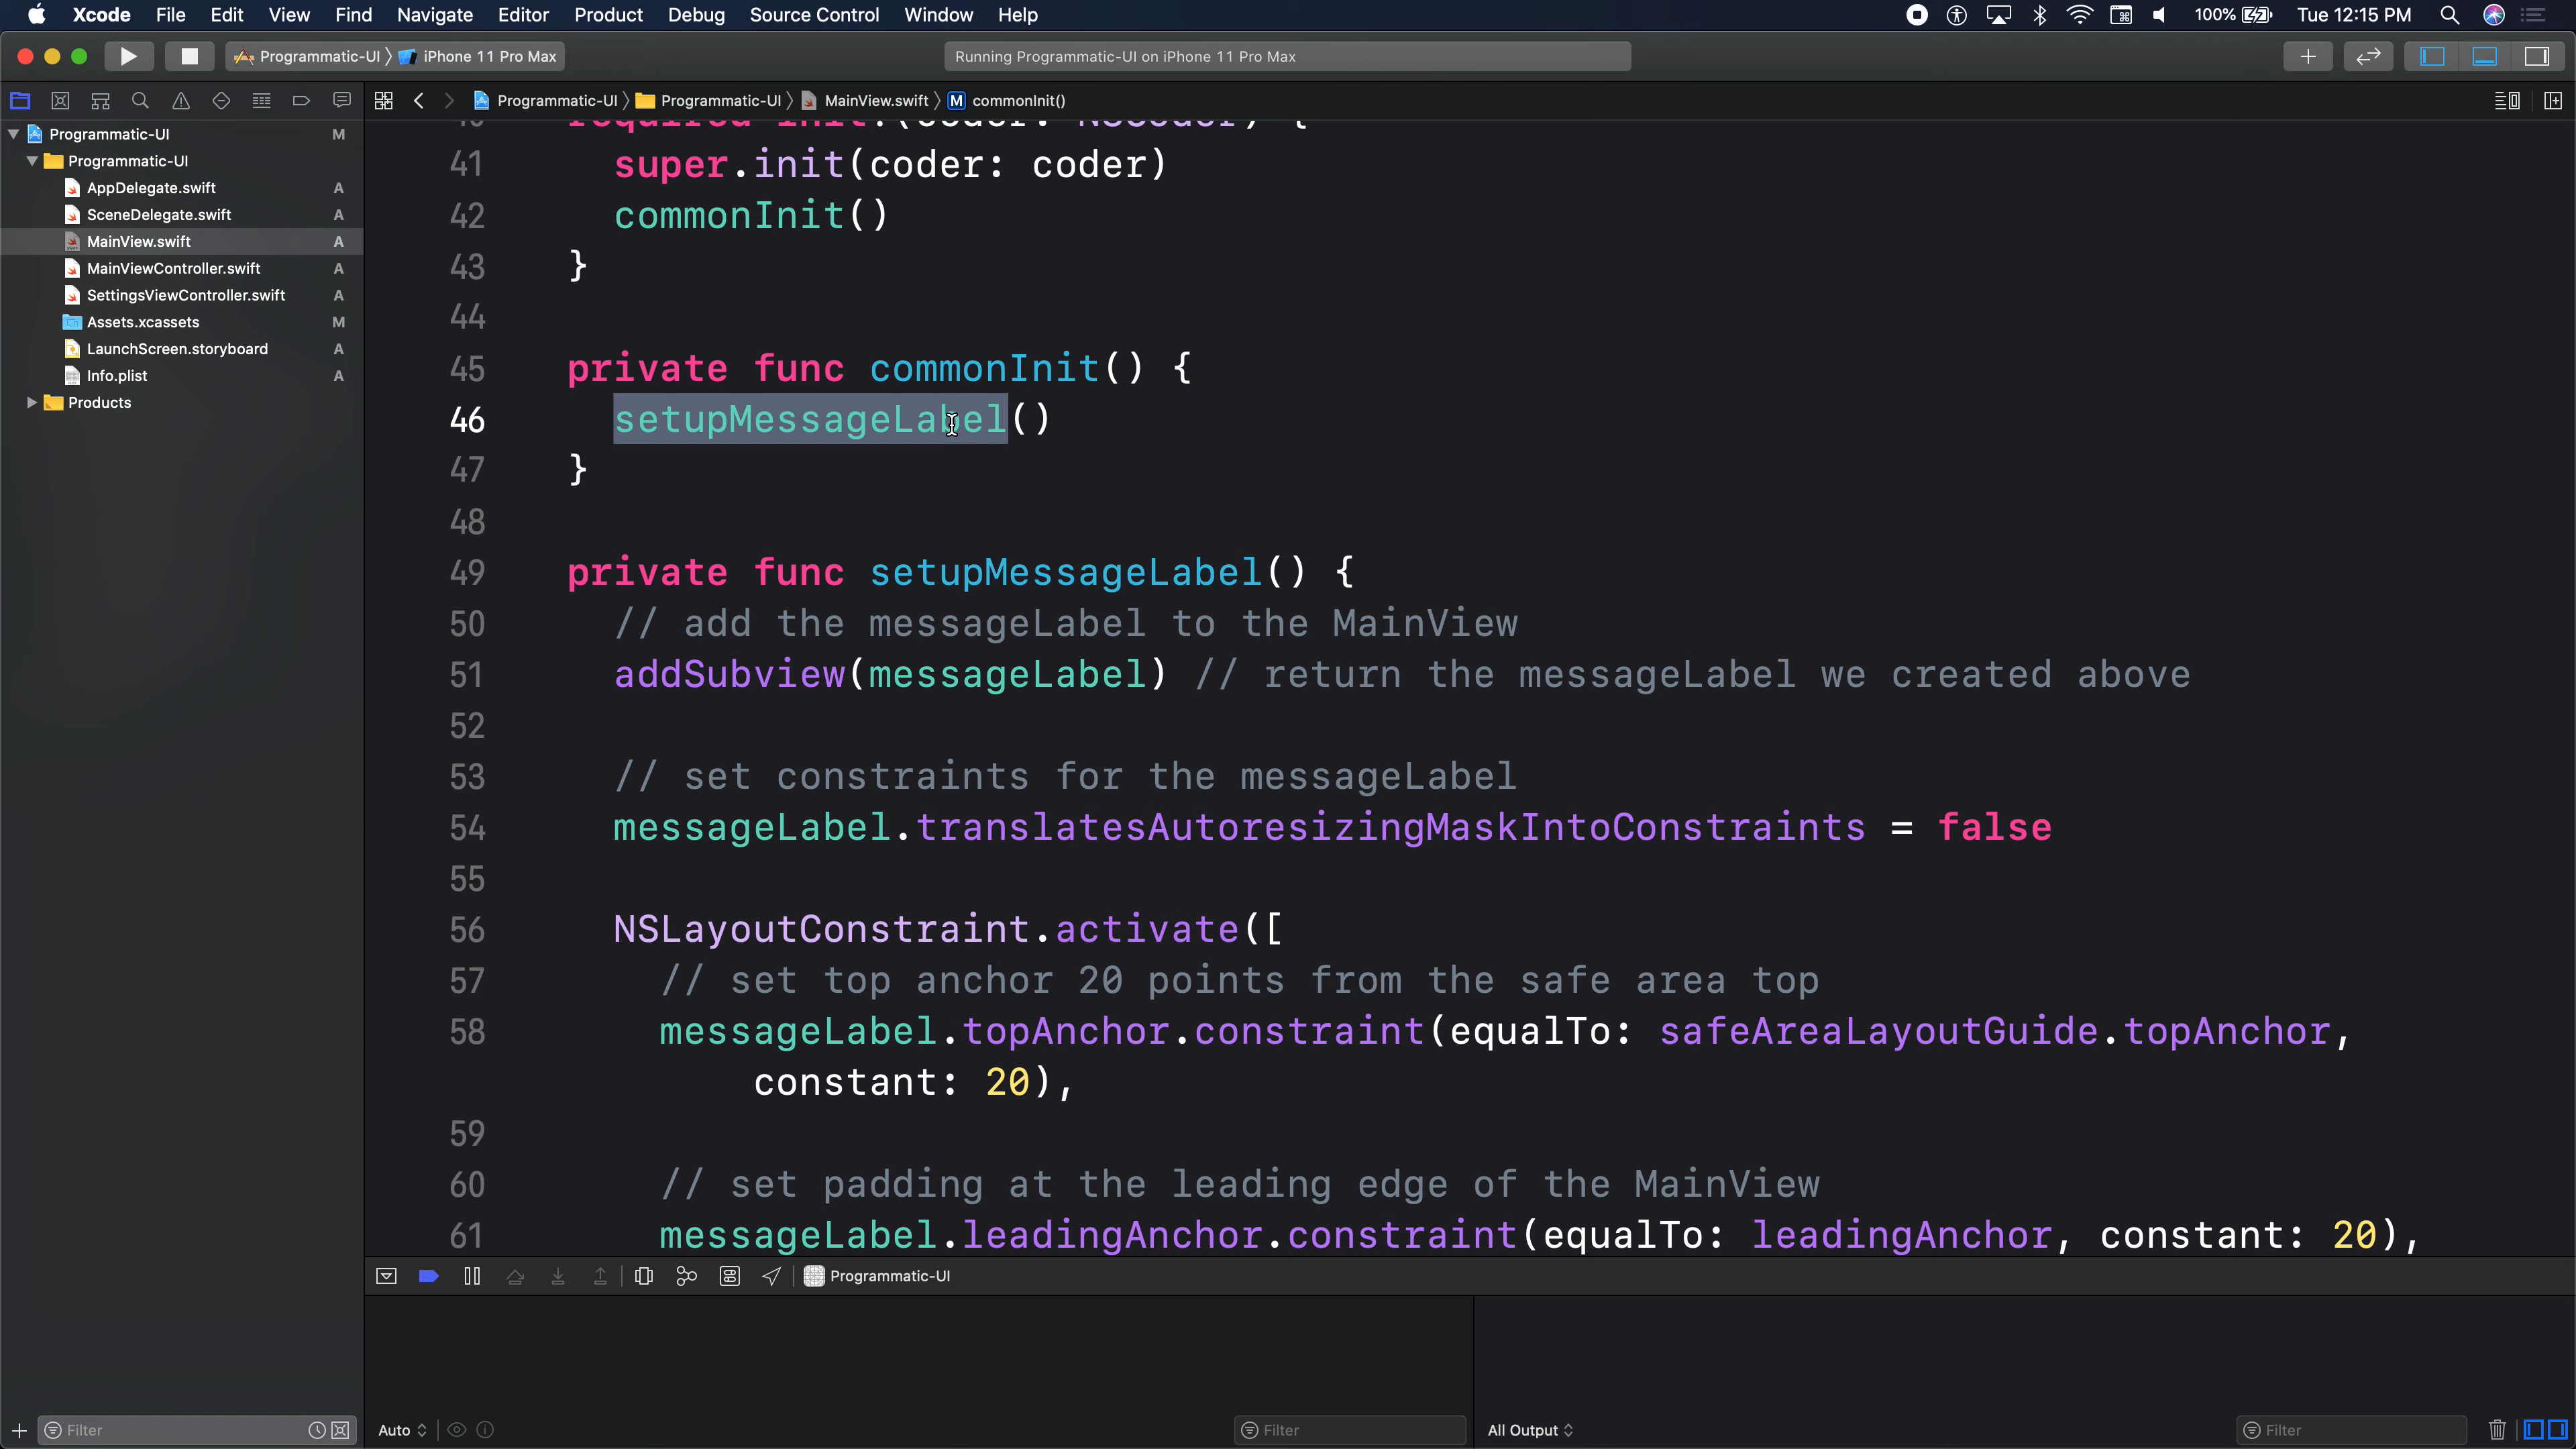 Xcode File Edit View Find Navigate Editor Product Debug Source Control Window Help 100% Tue 12:15 PM
Programmatic-UI 〉 iPhone 11 Pro Max Running Programmatic-UI on iPhone 11 Pro Max
Programmatic-UI 〉 Programmatic-UI 〉 MainView.swift 〉 M commonInit()
Programmatic-UI M
Programmatic-UI
AppDelegate.swift A
SceneDelegate.swift A
MainView.swift A
MainViewController.swift A
SettingsViewController.swift A
Assets.xcassets M
LaunchScreen.storyboard A
Info.plist A
Products
40 required init?(coder: NSCoder) {
41 super.init(coder: coder)
42 commonInit()
43 }
44
45 private func commonInit() {
46 setupMessageLabel()
47 }
48
49 private func setupMessageLabel() {
50 // add the messageLabel to the MainView
51 addSubview(messageLabel) // return the messageLabel we created above
52
53 // set constraints for the messageLabel
54 messageLabel.translatesAutoresizingMaskIntoConstraints = false
55
56 NSLayoutConstraint.activate([
57 // set top anchor 20 points from the safe area top
58 messageLabel.topAnchor.constraint(equalTo: safeAreaLayoutGuide.topAnchor,
constant: 20),
59
60 // set padding at the leading edge of the MainView
61 messageLabel.leadingAnchor.constraint(equalTo: leadingAnchor, constant: 20),
Programmatic-UI
Filter Auto Filter All Output Filter